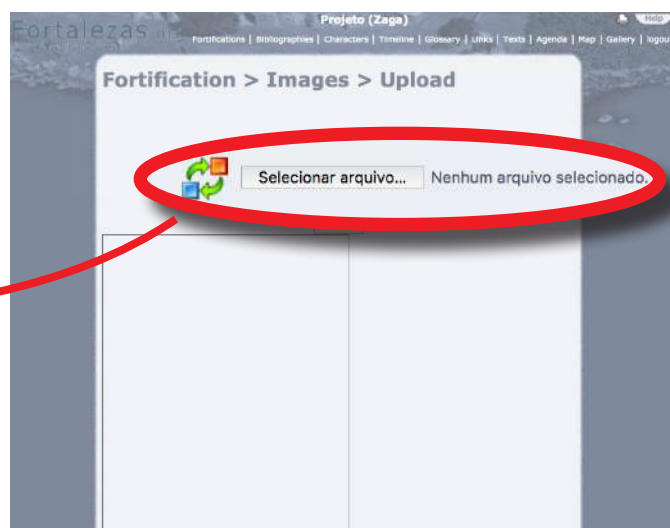 Projeto (Zaga)
Help
Fortalezas
Fortifications | Bibliographies | Characters | Timeline | Glossary | Links | Texts | Agenda | Map | Gallery | logou
Fortification > Images > Upload
Selecionar arquivo... Nenhum arquivo selecionado.